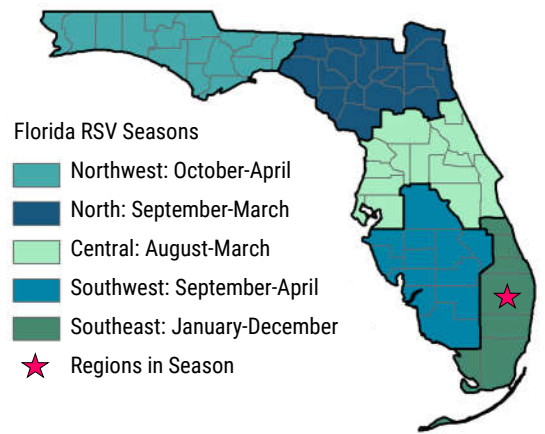 Florida RSV Seasons
Northwest: October-April
North: September-March
Central: August-March
Southwest: September-April
Southeast: January-December
Regions in Season